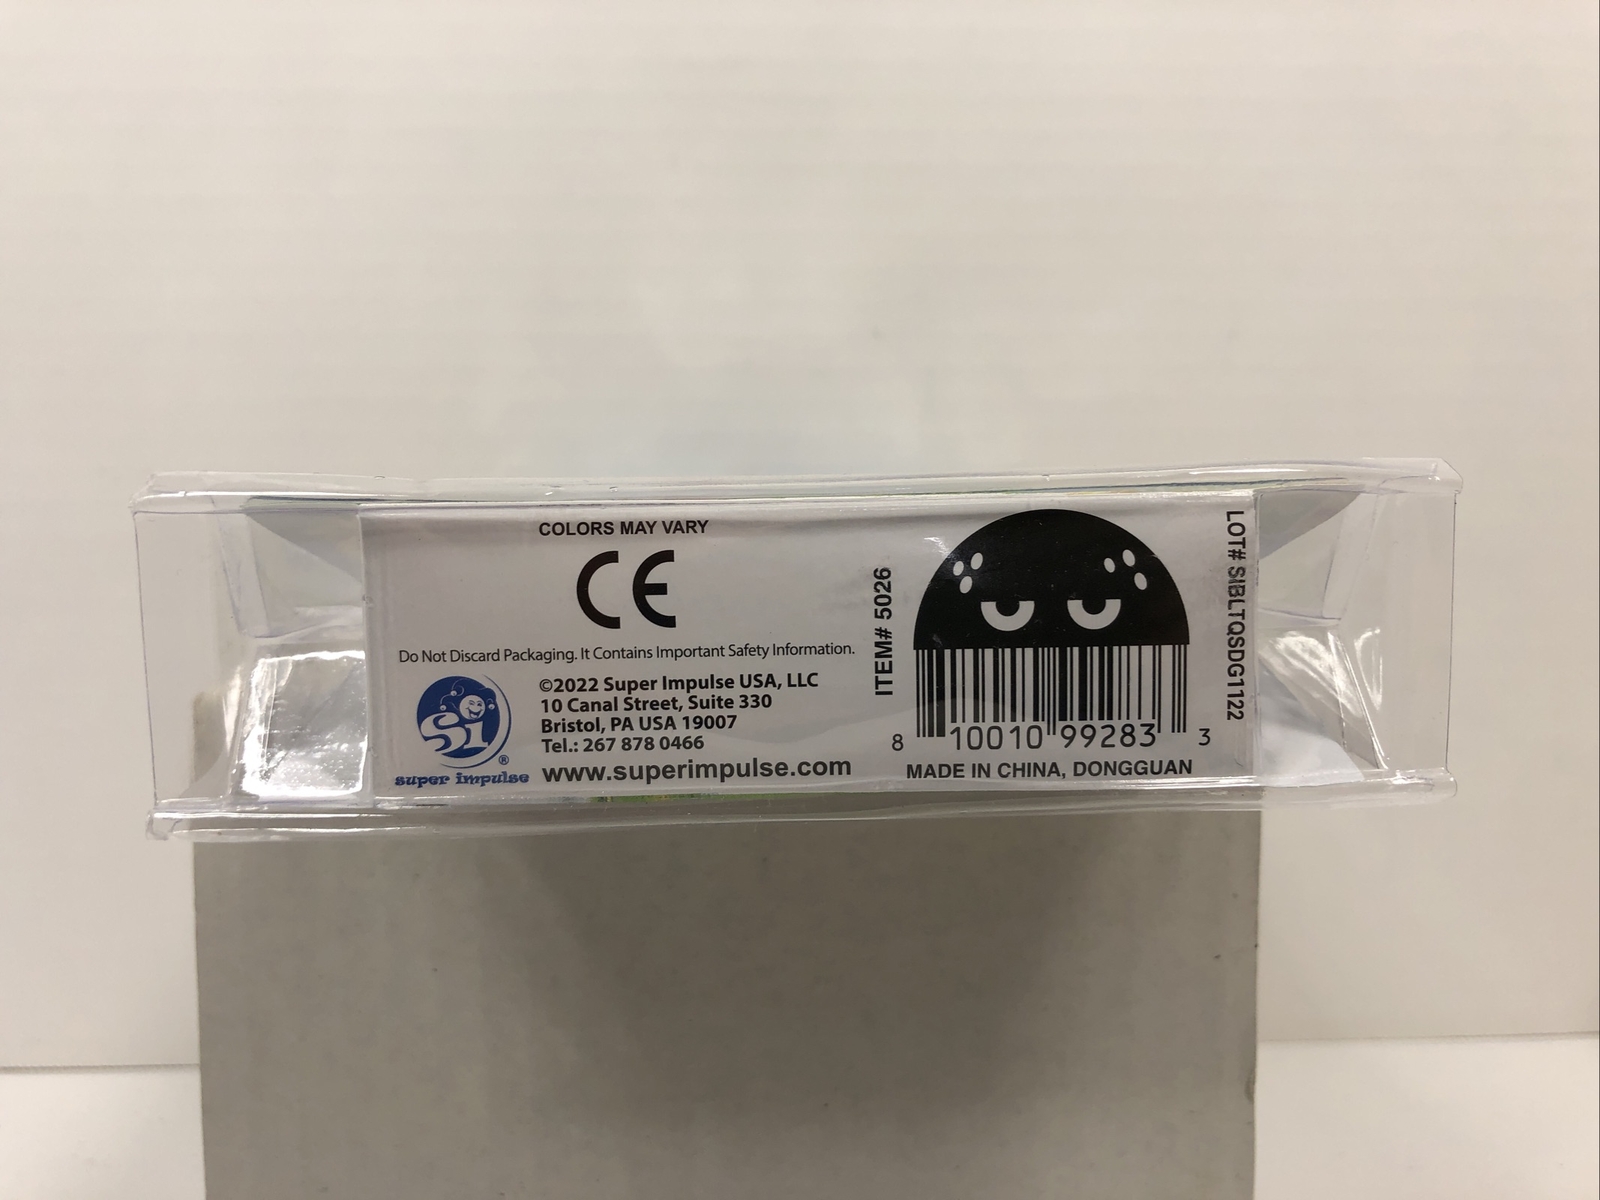 COLORS MAY VARY
CE
Do Not Discard Packaging. It Contains Important Safety Information.
Si
®
super impulse
©2022 Super Impulse USA, LLC
10 Canal Street, Suite 330
Bristol, PA USA 19007
Tel.: 267 878 0466
www.superimpulse.com
ITEM# 5026
8 10010 99283 3
MADE IN CHINA, DONGGUAN
LOT# SIBLTQSDG1122